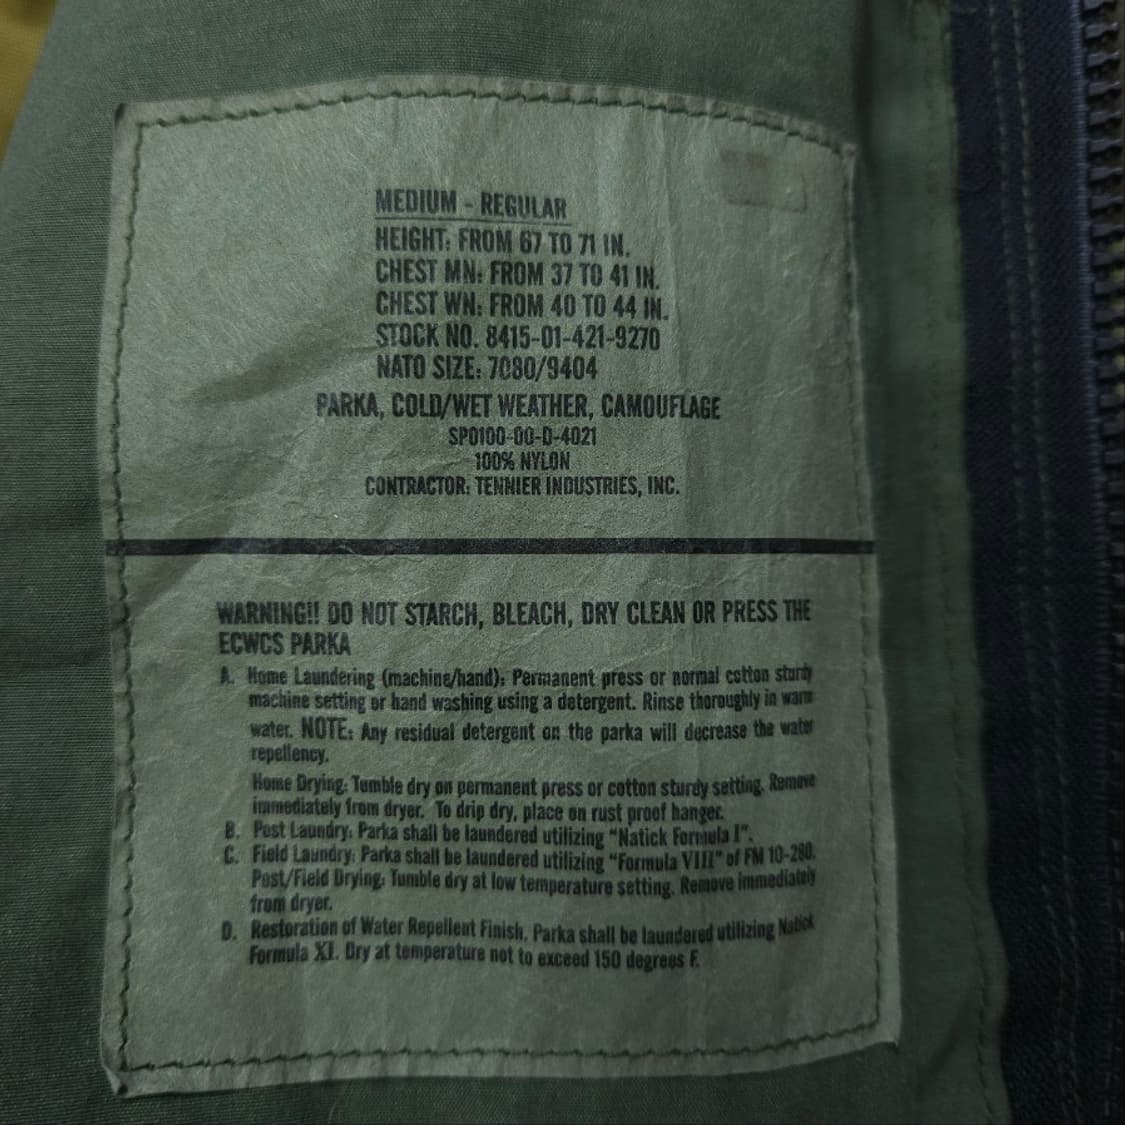 MEDIUM - REGULAR
HEIGHT: FROM 67 TO 71 IN.
CHEST MN: FROM 37 TO 41 IN.
CHEST WN: FROM 40 TO 44 IN.
STOCK NO. 8415-01-421-9270
NATO SIZE: 7080/9404
PARKA, COLD/WET WEATHER, CAMOUFLAGE
SPO100-00-D-4021
100% NYLON
CONTRACTOR: TENNIER INDUSTRIES, INC.
WARNING!! DO NOT STARCH, BLEACH, DRY CLEAN OR PRESS THE
ECWCS PARKA
A. Home Laundering (machine/hand): Permanent press or normal cotton sturdy
machine setting or hand washing using a detergent. Rinse thoroughly in warm
water. NOTE: Any residual detergent on the parka will decrease the water
repellency.
Home Drying: Tumble dry on permanent press or cotton sturdy setting. Remove
immediately from dryer. To drip dry, place on rust proof hanger.
B. Post Laundry: Parka shall be laundered utilizing "Natick Formula I".
C. Field Laundry: Parka shall be laundered utilizing "Formula VIII" of FM 10-280.
Post/Field Drying: Tumble dry at low temperature setting. Remove immediately
from dryer.
D. Restoration of Water Repellent Finish. Parka shall be laundered utilizing Natick
Formula XI. Dry at temperature not to exceed 150 degrees F.